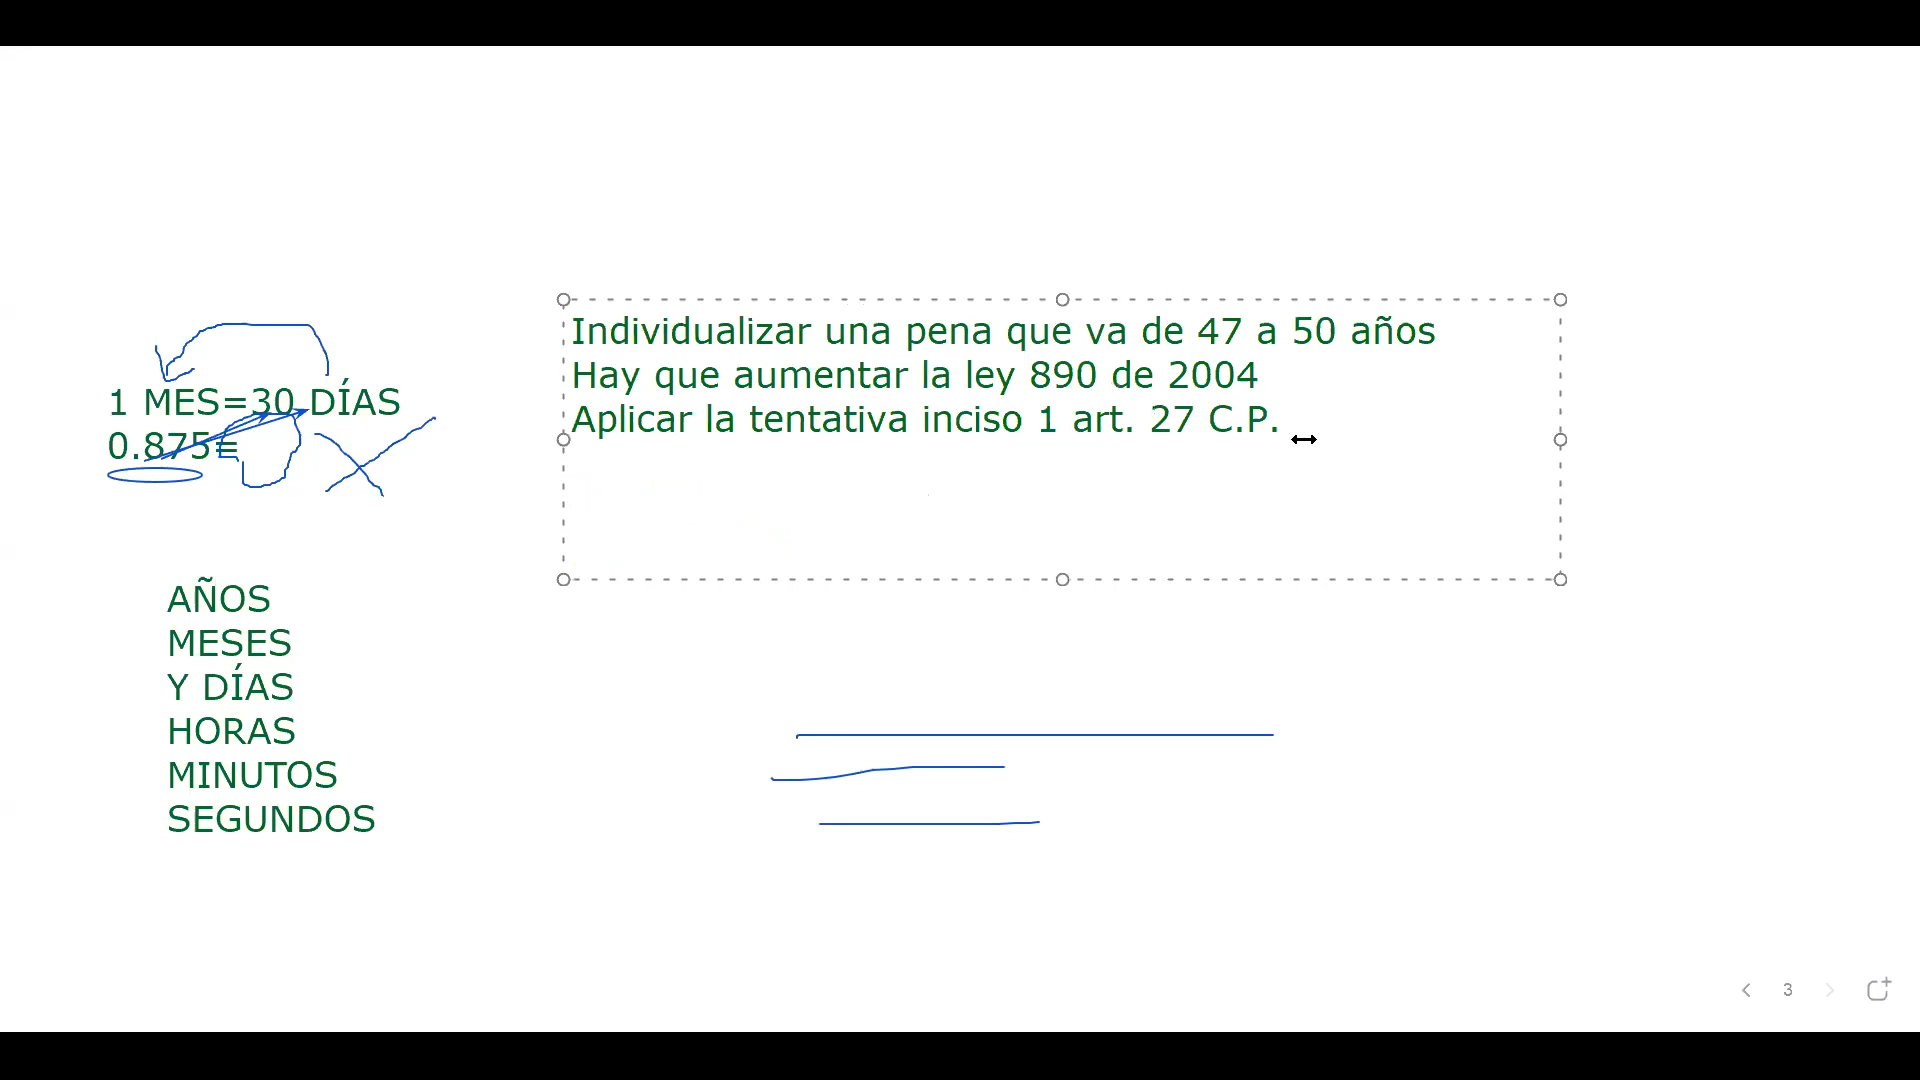 1 MES=30 DÍAS
0.875=
AÑOS
MESES
Y DÍAS
HORAS
MINUTOS
SEGUNDOS
Individualizar una pena que va de 47 a 50 años
Hay que aumentar la ley 890 de 2004
Aplicar la tentativa inciso 1 art. 27 C.P.
3